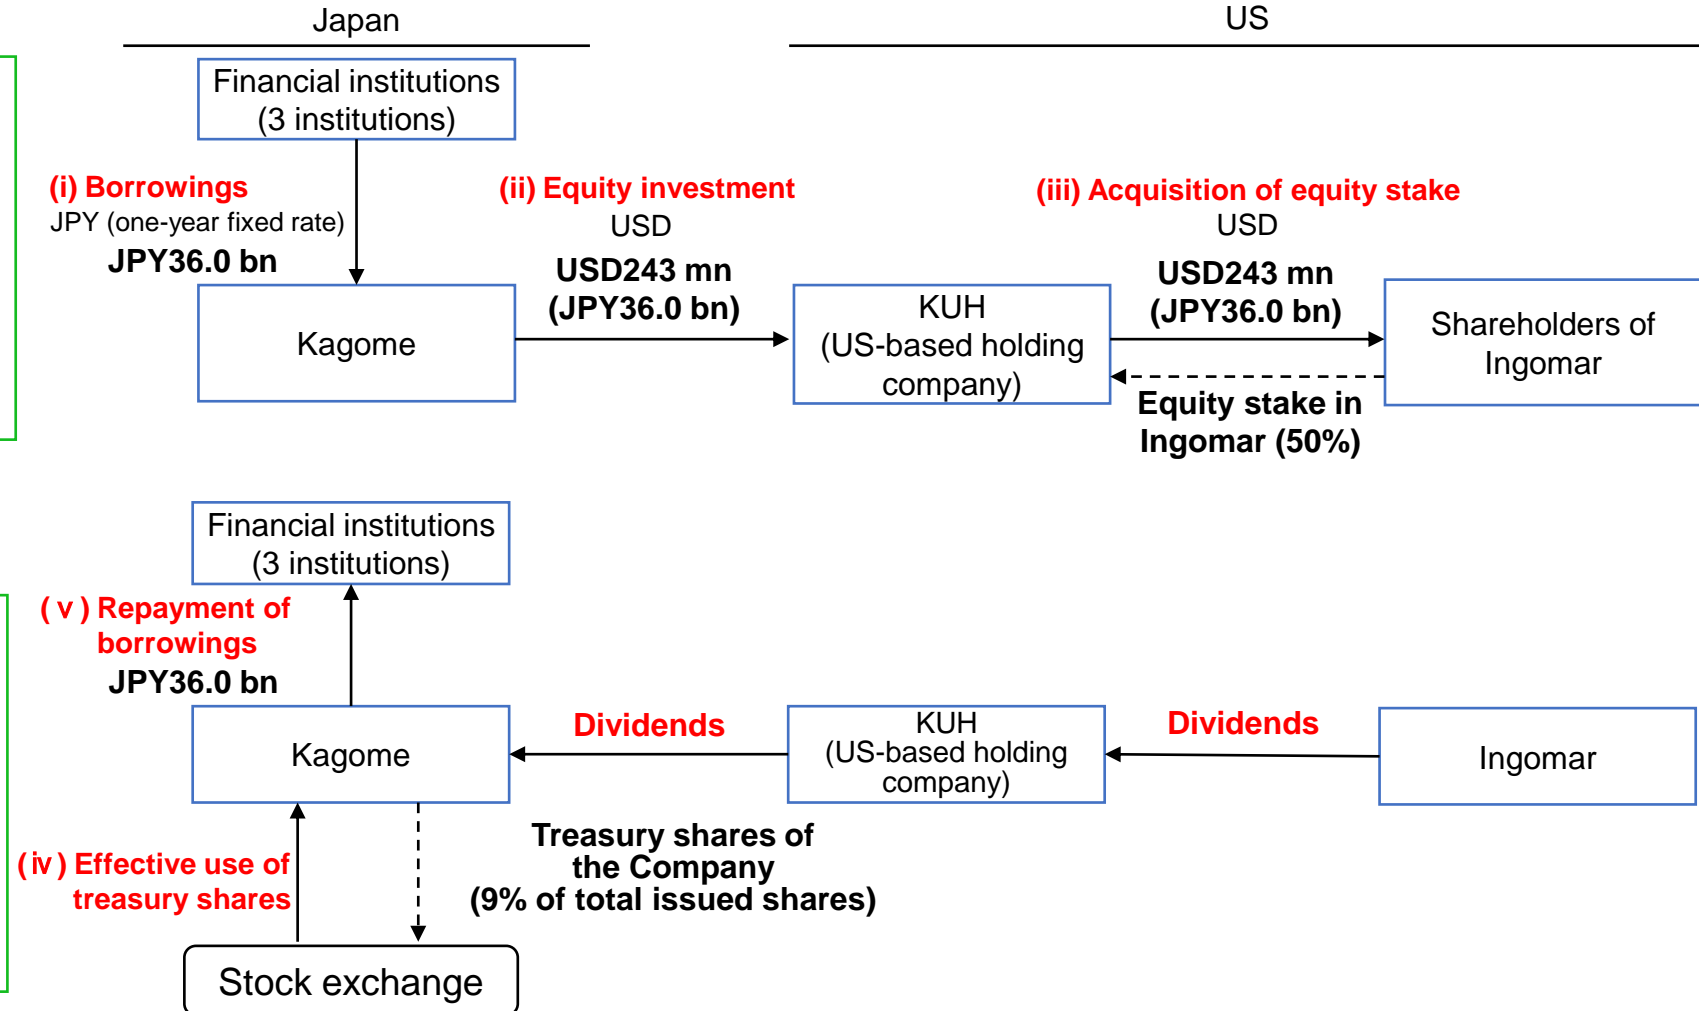 Japan
US
Financial institutions
(3 institutions)
(i) Borrowings
JPY (one-year fixed rate)
JPY36.0 bn
(ii) Equity investment
USD
USD243 mn
(JPY36.0 bn)
(iii) Acquisition of equity stake
USD
USD243 mn
(JPY36.0 bn)
Kagome
KUH
(US-based holding
company)
Shareholders of
Ingomar
Equity stake in
Ingomar (50%)
Financial institutions
(3 institutions)
(ⅴ) Repayment of
borrowings
JPY36.0 bn
Kagome
Dividends
KUH
(US-based holding
company)
Dividends
Ingomar
(ⅳ) Effective use of
treasury shares
Treasury shares of
the Company
(9% of total issued shares)
Stock exchange